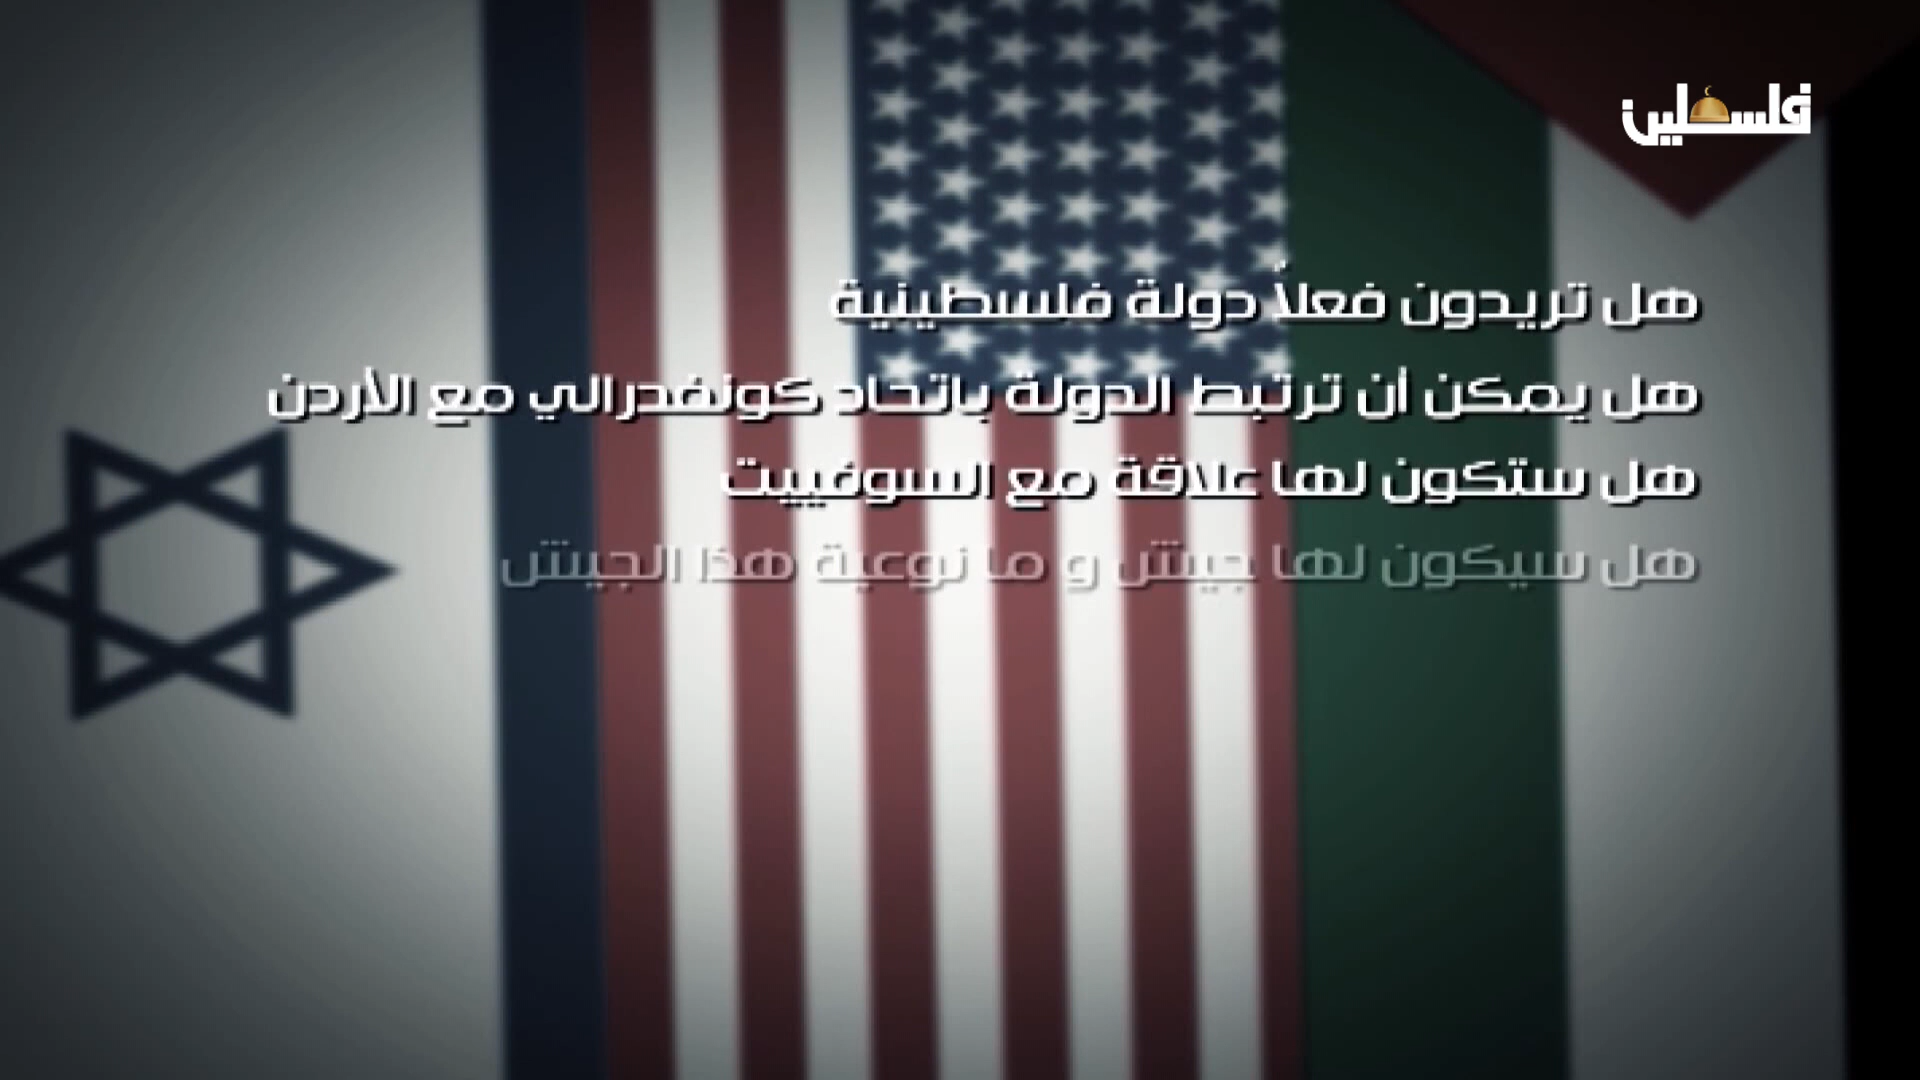 فلسطين
هل تريدون فعلاً دولة فلسطينية
هل يمكن أن ترتبط الدولة باتحاد كونفدرالي مع الأردن
هل ستكون لها علاقة مع السوفييت
هل سيكون لها جيش و ما نوعية هذا الجيش